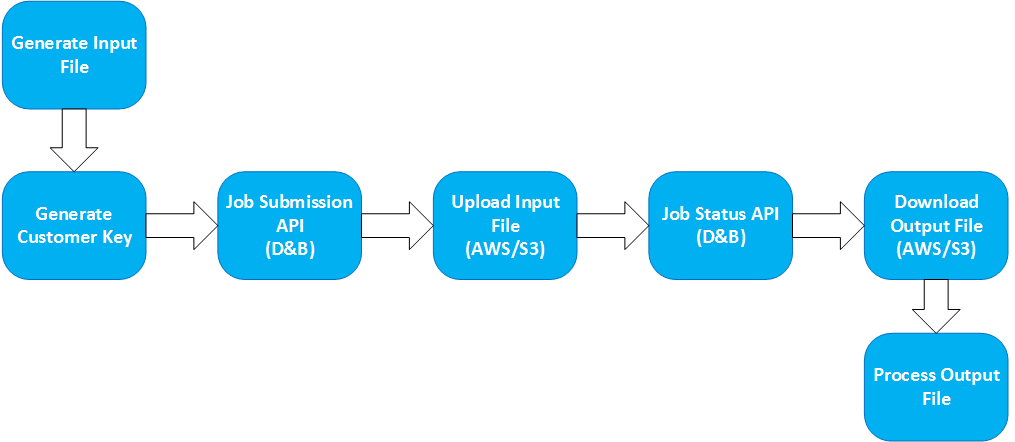 Generate Input
File
Generate
Customer Key
Job Submission
API
(D&B)
Upload Input
File
(AWS/S3)
Job Status API
(D&B)
Download
Output File
(AWS/S3)
Process Output
File